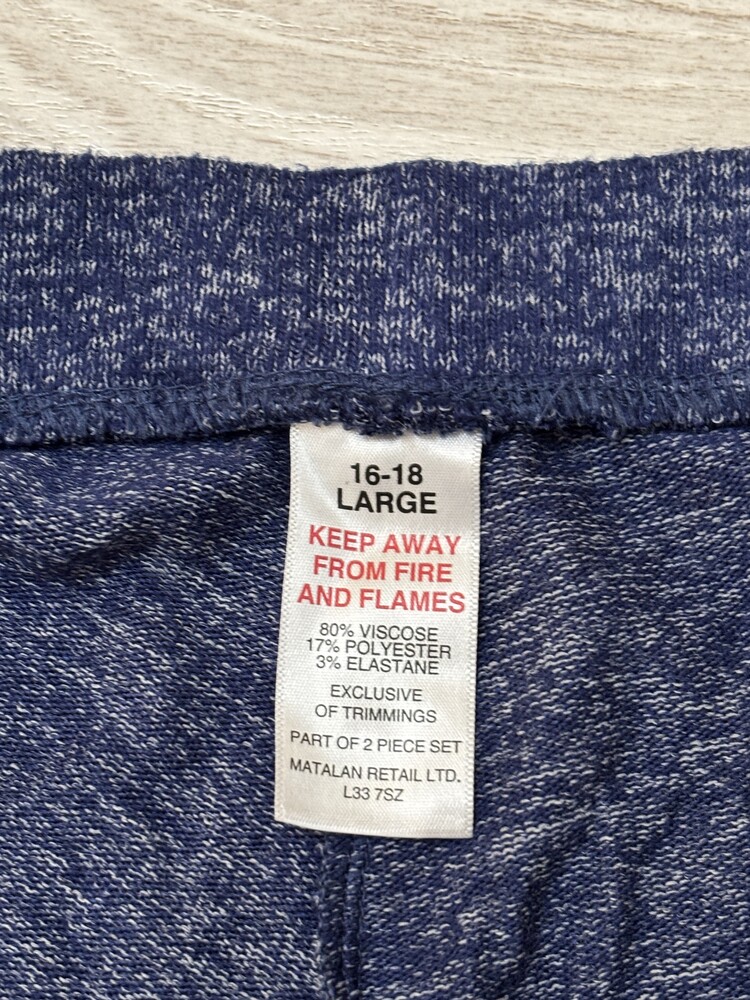 16-18
LARGE
KEEP AWAY
FROM FIRE
AND FLAMES
80% VISCOSE
17% POLYESTER
3% ELASTANE
EXCLUSIVE
OF TRIMMINGS
PART OF 2 PIECE SET
MATALAN RETAIL LTD.
L33 7SZ